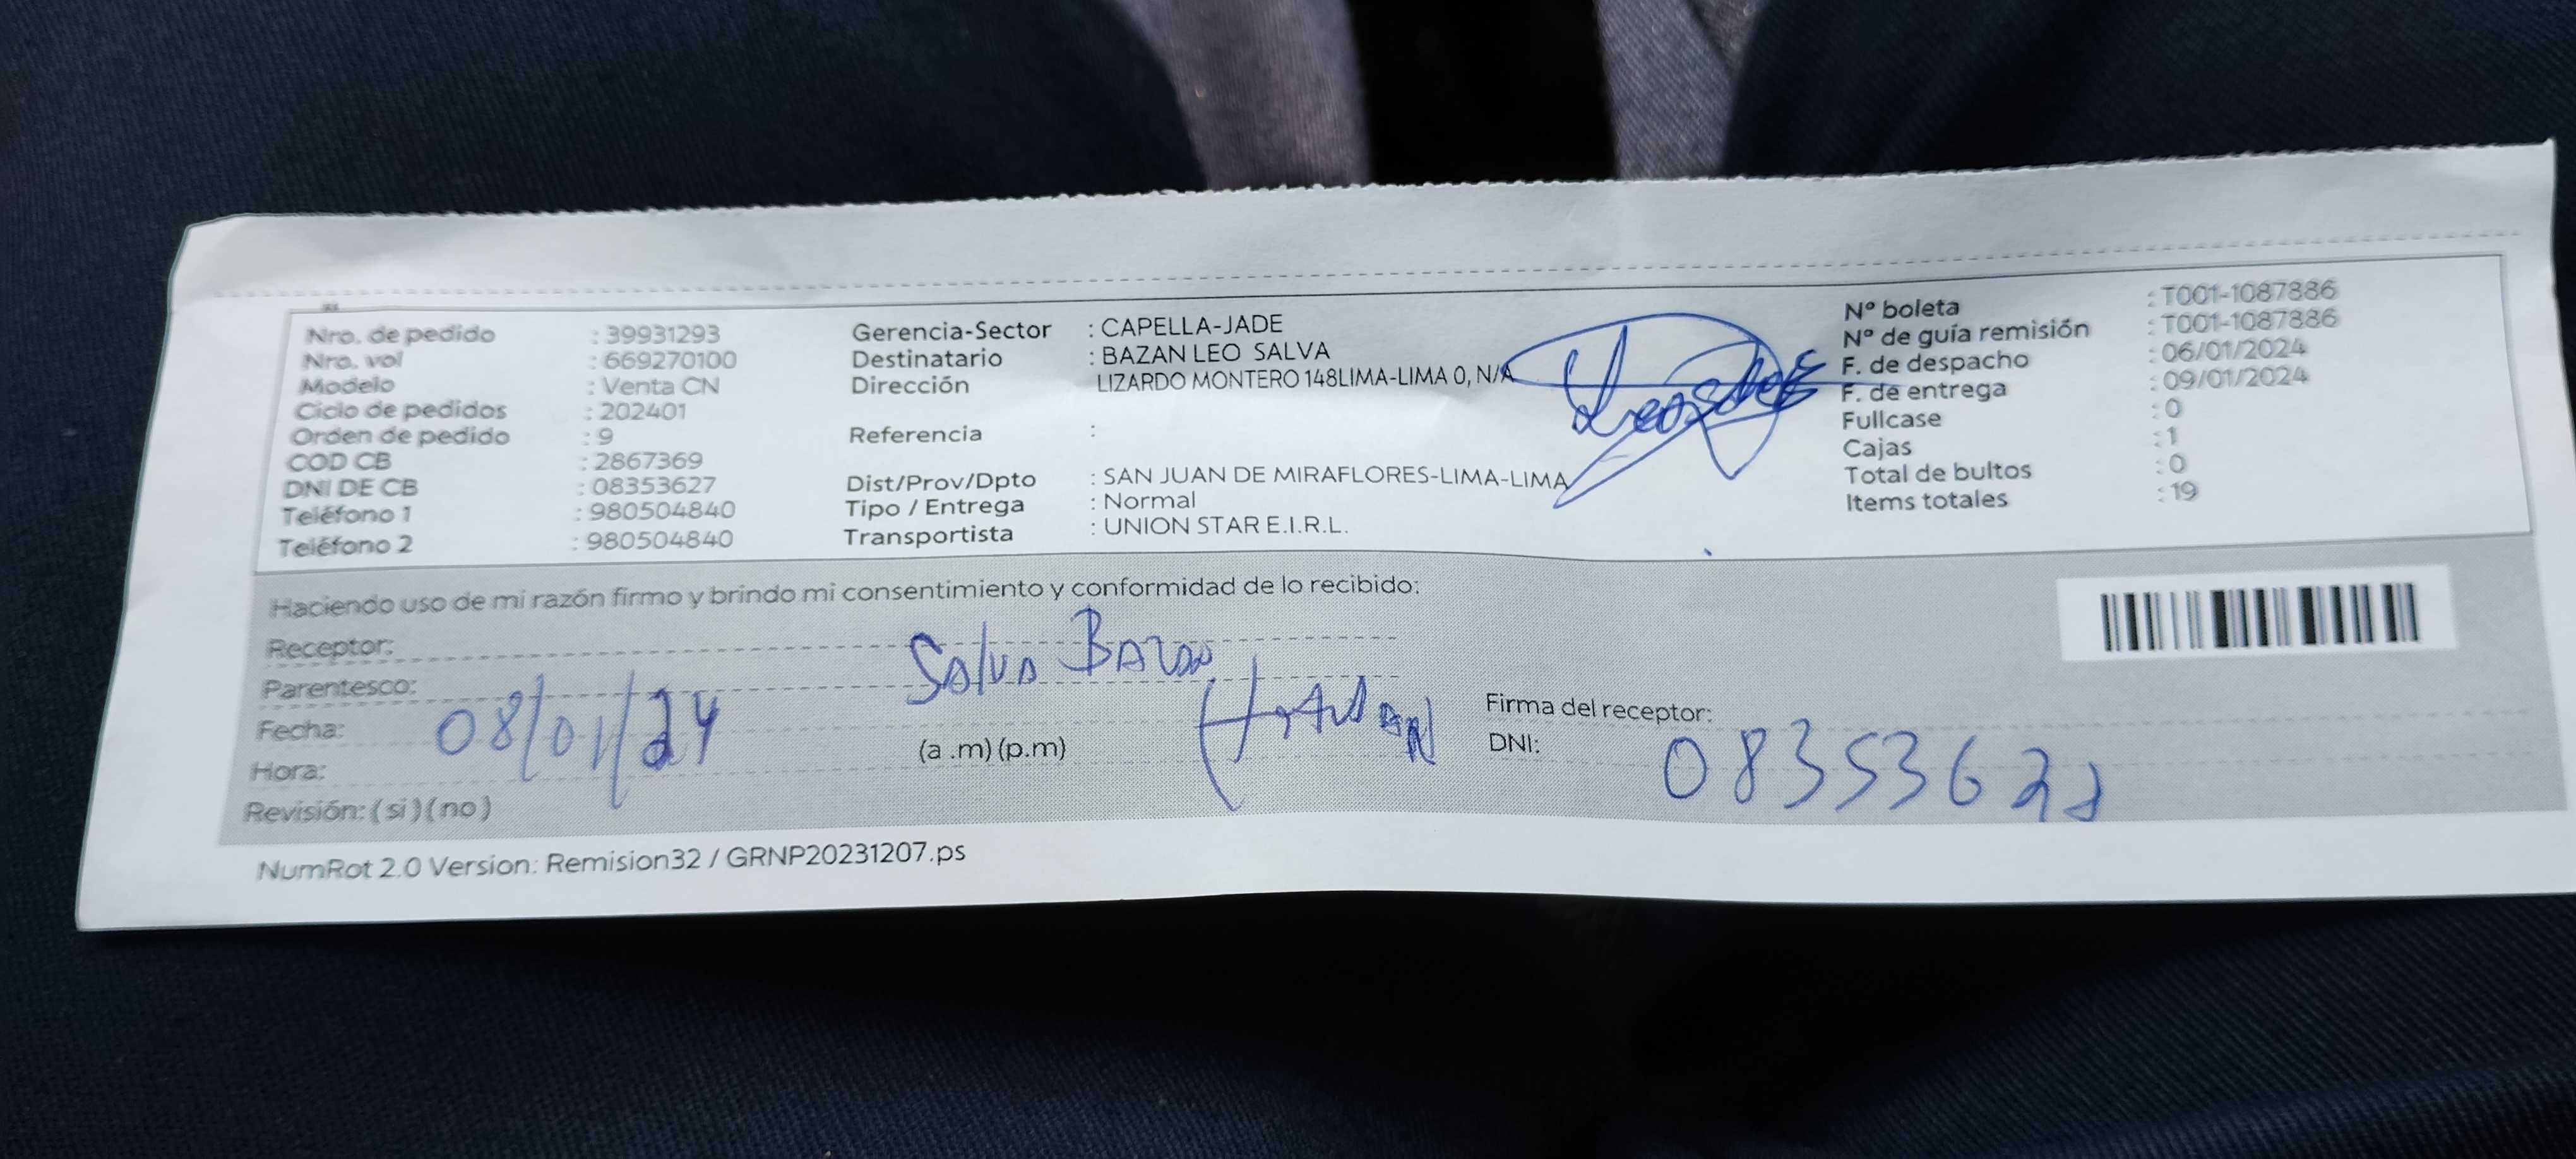 Nro. de pedido : 39931293
Nro. vol : 669270100
Modelo : Venta CN
Ciclo de pedidos : 202401
Orden de pedido : 9
COD CB : 2867369
DNI DE CB : 08353627
Teléfono 1 : 980504840
Teléfono 2 : 980504840
Gerencia-Sector : CAPELLA-JADE
Destinatario : BAZAN LEO SALVA
Dirección LIZARDO MONTERO 148LIMA-LIMA 0, N/A
Referencia :
Dist/Prov/Dpto : SAN JUAN DE MIRAFLORES-LIMA-LIMA
Tipo / Entrega : Normal
Transportista : UNION STAR E.I.R.L.
Nº boleta : T001-1087886
Nº de guía remisión : T001-1087886
F. de despacho : 06/01/2024
F. de entrega : 09/01/2024
Fullcase : 0
Cajas : 1
Total de bultos : 0
Items totales : 19
Haciendo uso de mi razón firmo y brindo mi consentimiento y conformidad de lo recibido:
Receptor: Salva Bazan
Parentesco:
Fecha: 08/01/24
Hora: (a .m) (p.m)
Revisión: ( si ) ( no )
Firma del receptor:
DNI: 0835362
NumRot 2.0 Version: Remision32 / GRNP20231207.ps